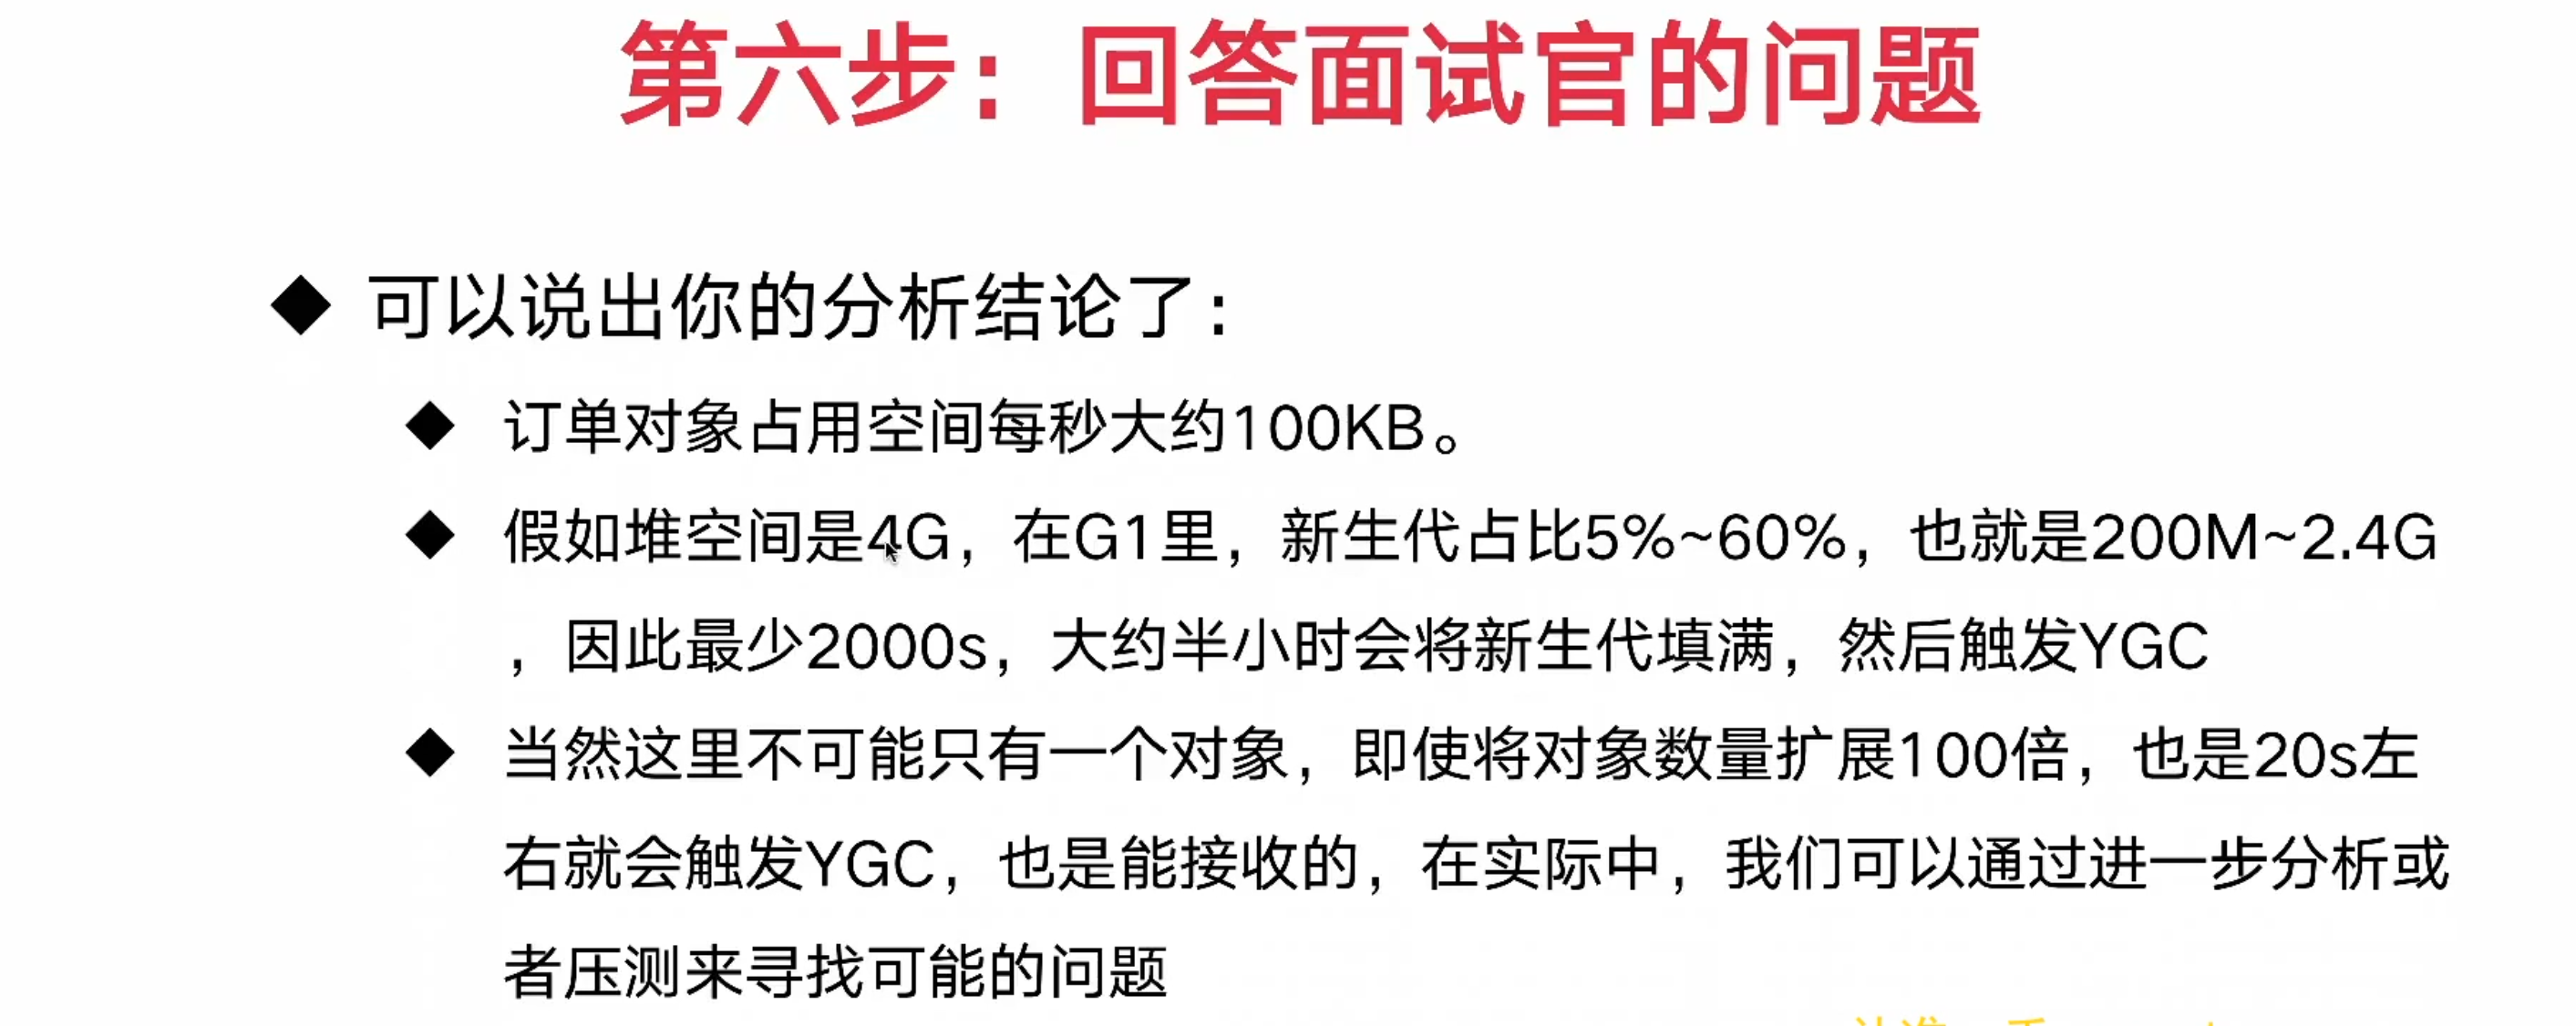 第六步：回答面试官的问题
◆ 可以说出你的分析结论了：
◆ 订单对象占用空间每秒大约100KB。
◆ 假如堆空间是4G，在G1里，新生代占比5%~60%，也就是200M~2.4G
，因此最少2000s，大约半小时会将新生代填满，然后触发YGC
◆ 当然这里不可能只有一个对象，即使将对象数量扩展100倍，也是20s左
右就会触发YGC，也是能接收的，在实际中，我们可以通过进一步分析或
者压测来寻找可能的问题